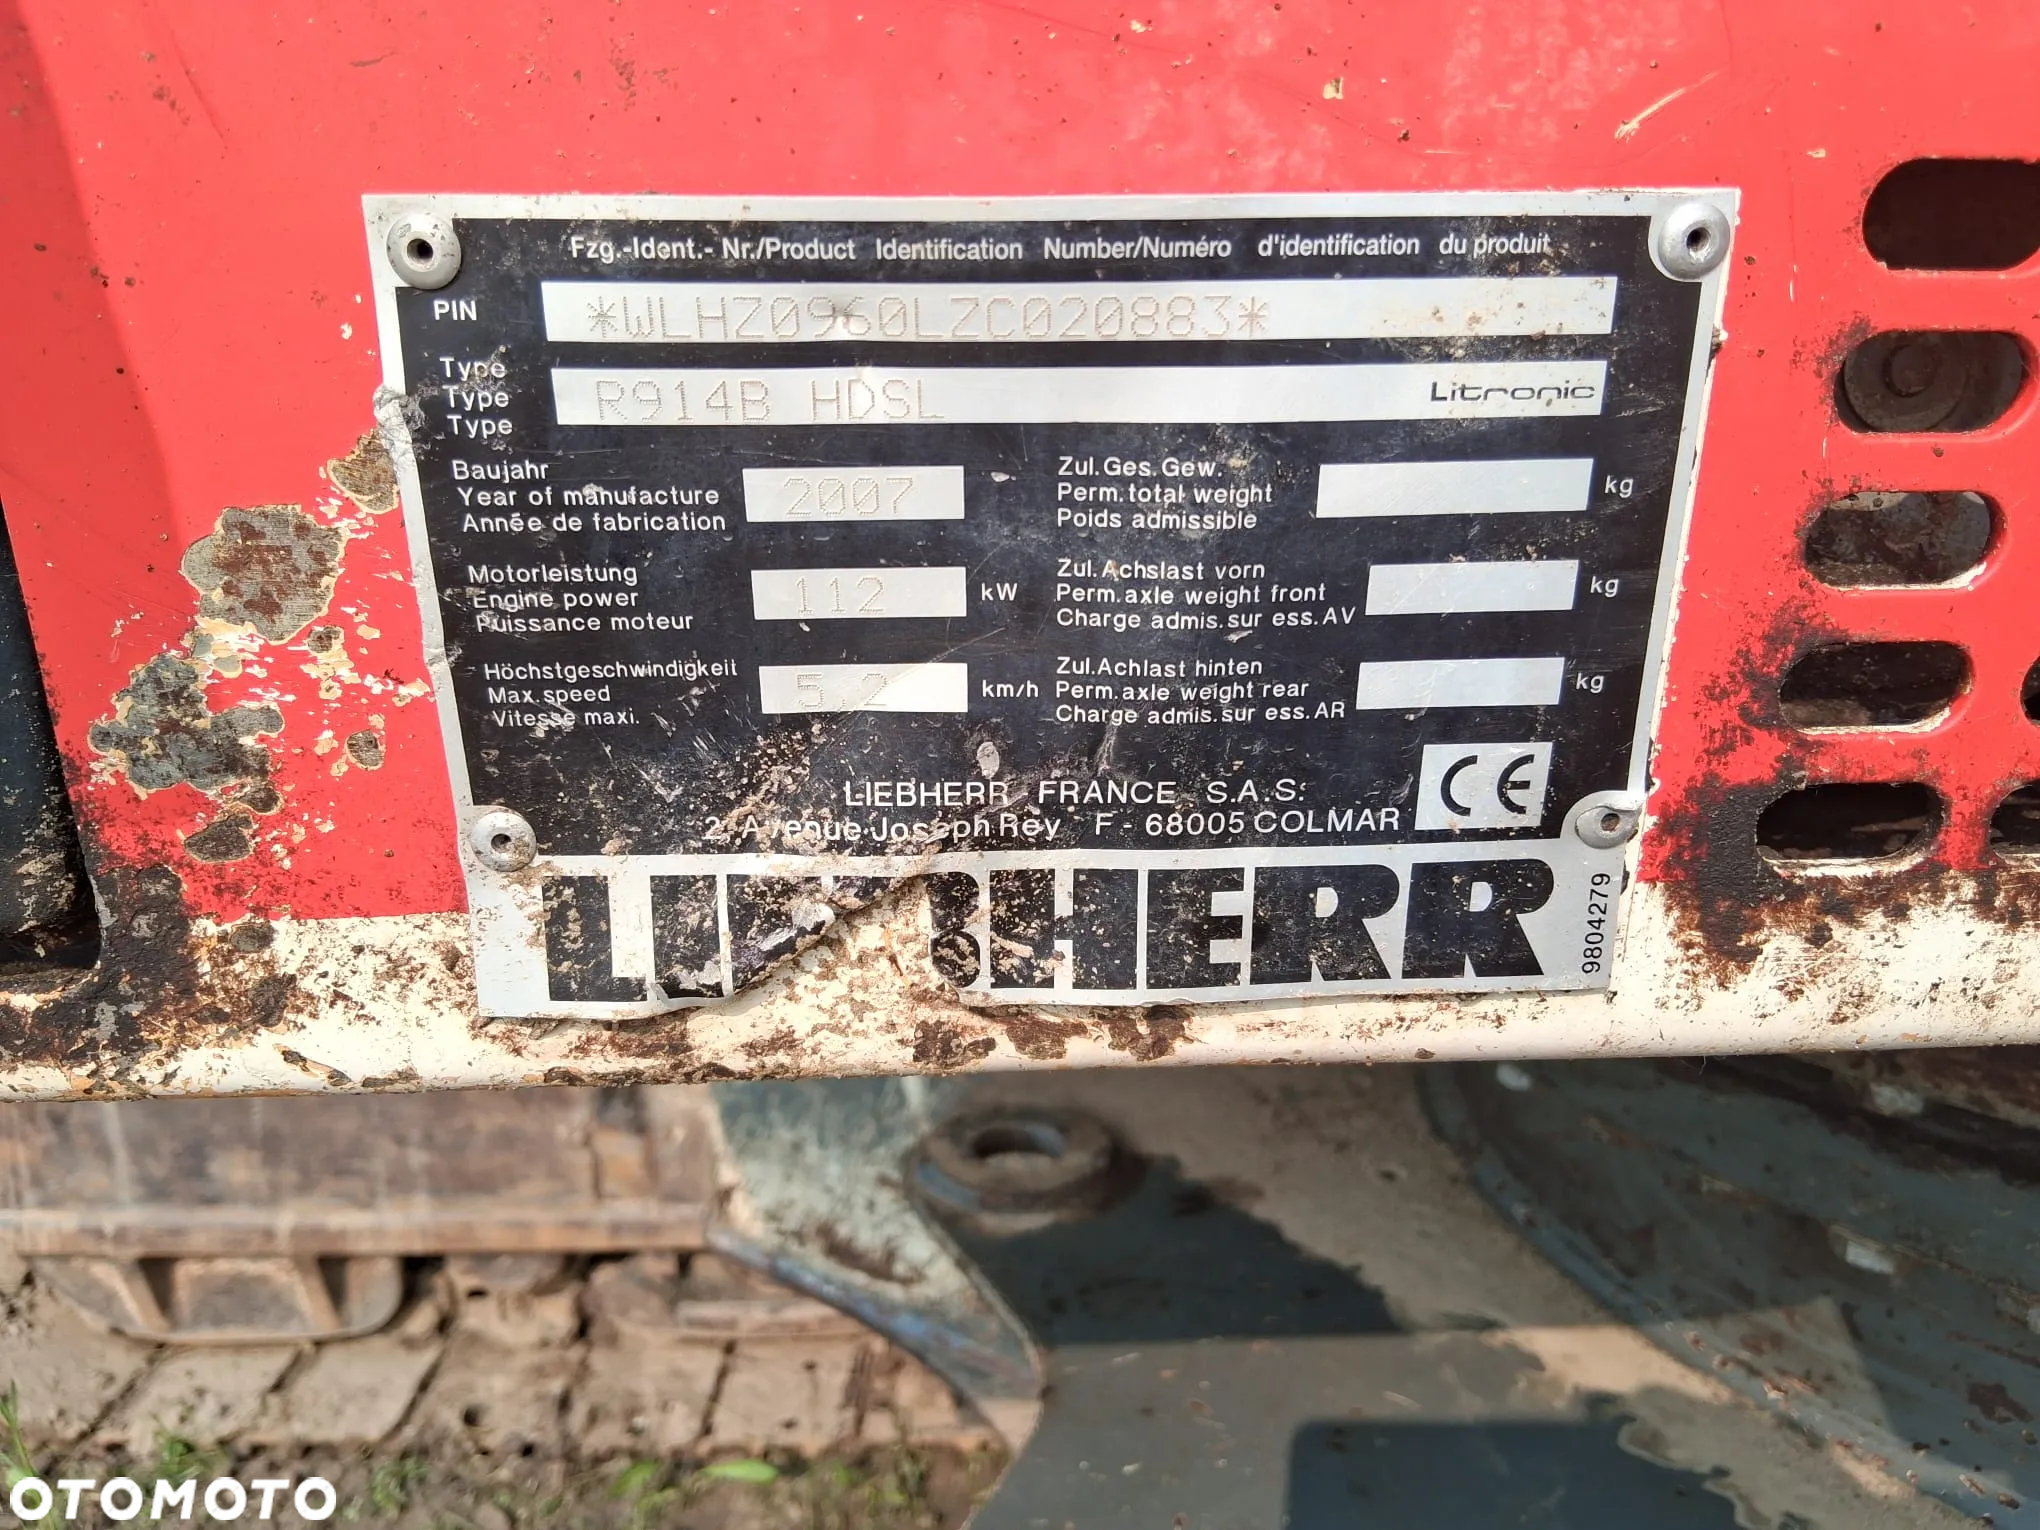 Fzg.-Ident.- Nr./Product Identification Number/Numéro d'identification du produit
PIN *WLHZ0960LZC020883*
Type
Type R914B HDSL Litronic
Type
Baujahr
Year of manufacture 2007
Année de fabrication
Zul. Ges. Gew.
Perm. total weight kg
Poids admissible
Motorleistung
Engine power 112 kW
Puissance moteur
Zul. Achslast vorn
Perm. axle weight front kg
Charge admis. sur ess. AV
Höchstgeschwindigkeit
Max. speed 5,2 km/h
Vitesse maxi.
Zul. Achlast hinten
Perm. axle weight rear kg
Charge admis. sur ess. AR
LIEBHERR FRANCE S.A.S.
2, Avenue Joseph Rey F - 68005 COLMAR
CE
LIEBHERR
9804279
OTOMOTO